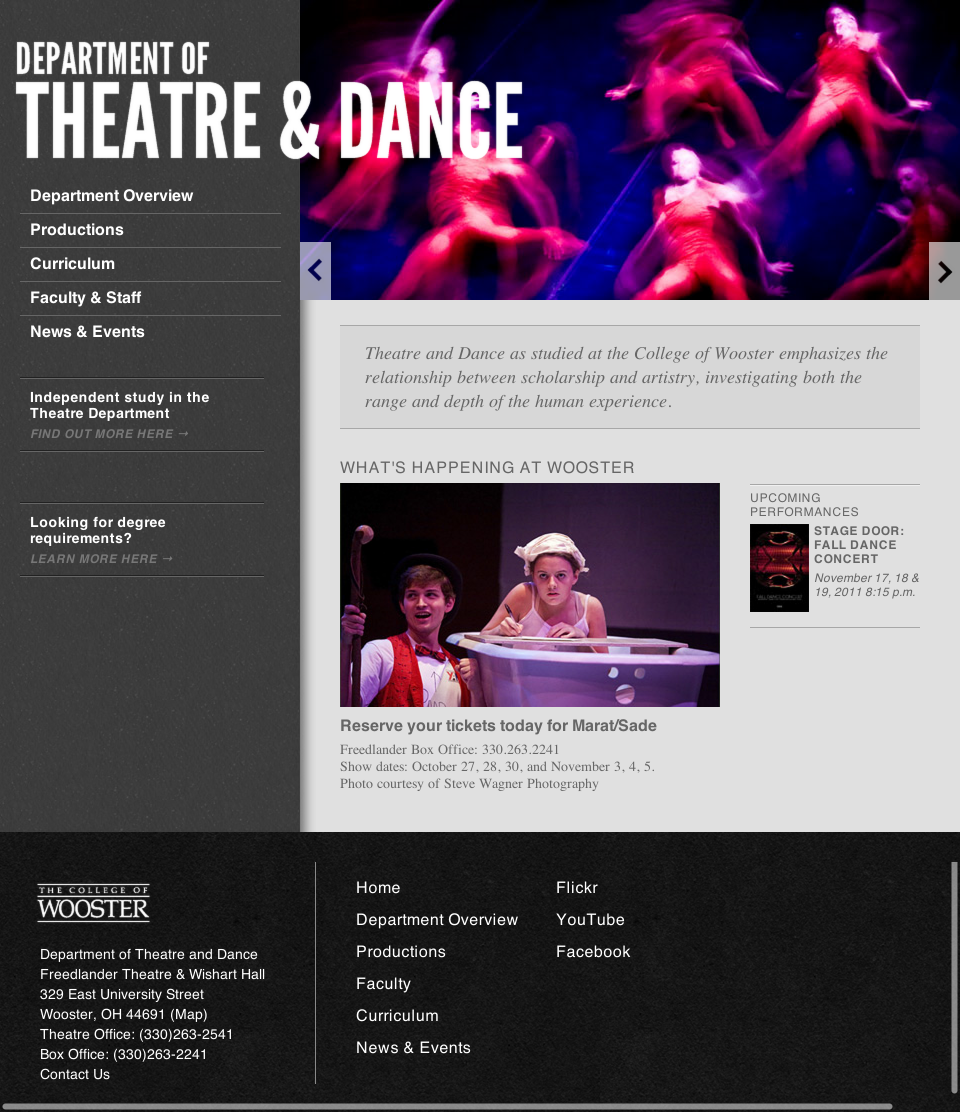 DEPARTMENT OF
THEATRE & DANCE
Department Overview
Productions
Curriculum
Faculty & Staff
News & Events
Independent study in the
Theatre Department
FIND OUT MORE HERE →
Looking for degree
requirements?
LEARN MORE HERE →
Theatre and Dance as studied at the College of Wooster emphasizes the
relationship between scholarship and artistry, investigating both the
range and depth of the human experience.
WHAT'S HAPPENING AT WOOSTER
Reserve your tickets today for Marat/Sade
Freedlander Box Office: 330.263.2241
Show dates: October 27, 28, 30, and November 3, 4, 5.
Photo courtesy of Steve Wagner Photography
UPCOMING
PERFORMANCES
STAGE DOOR:
FALL DANCE
CONCERT
November 17, 18 &
19, 2011 8:15 p.m.
THE COLLEGE OF
WOOSTER
Department of Theatre and Dance
Freedlander Theatre & Wishart Hall
329 East University Street
Wooster, OH 44691 (Map)
Theatre Office: (330)263-2541
Box Office: (330)263-2241
Contact Us
Home
Department Overview
Productions
Faculty
Curriculum
News & Events
Flickr
YouTube
Facebook